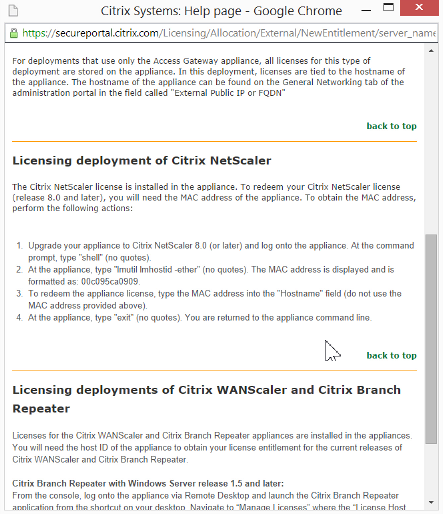 Citrix Systems: Help page - Google Chrome
https://secureportal.citrix.com/Licensing/Allocation/External/NewEntitlement/server_name
For deployments that use only the Access Gateway appliance, all licenses for this type of
deployment are stored on the appliance. In this deployment, licenses are tied to the hostname of
the appliance. The hostname of the appliance can be found on the General Networking tab of the
administration portal in the field called "External Public IP or FQDN"
back to top
Licensing deployment of Citrix NetScaler
The Citrix NetScaler license is installed in the appliance. To redeem your Citrix NetScaler license
(release 8.0 and later), you will need the MAC address of the appliance. To obtain the MAC address,
perform the following actions:
1. Upgrade your appliance to Citrix NetScaler 8.0 (or later) and log onto the appliance. At the command
prompt, type "shell" (no quotes).
2. At the appliance, type "lmutil lmhostid -ether" (no quotes). The MAC address is displayed and is
formatted as: 00c095ca0909.
3. To redeem the appliance license, type the MAC address into the "Hostname" field (do not use the
MAC address provided above).
4. At the appliance, type "exit" (no quotes). You are returned to the appliance command line.
back to top
Licensing deployments of Citrix WANScaler and Citrix Branch
Repeater
Licenses for the Citrix WANScaler and Citrix Branch Repeater appliances are installed in the appliances.
You will need the host ID of the appliance to obtain your license entitlement for the current releases of
Citrix WANScaler and Citrix Branch Repeater.
Citrix Branch Repeater with Windows Server release 1.5 and later:
From the console, log onto the appliance via Remote Desktop and launch the Citrix Branch Repeater
application from the shortcut on your desktop. Navigate to "Manage Licenses" where the "License Host